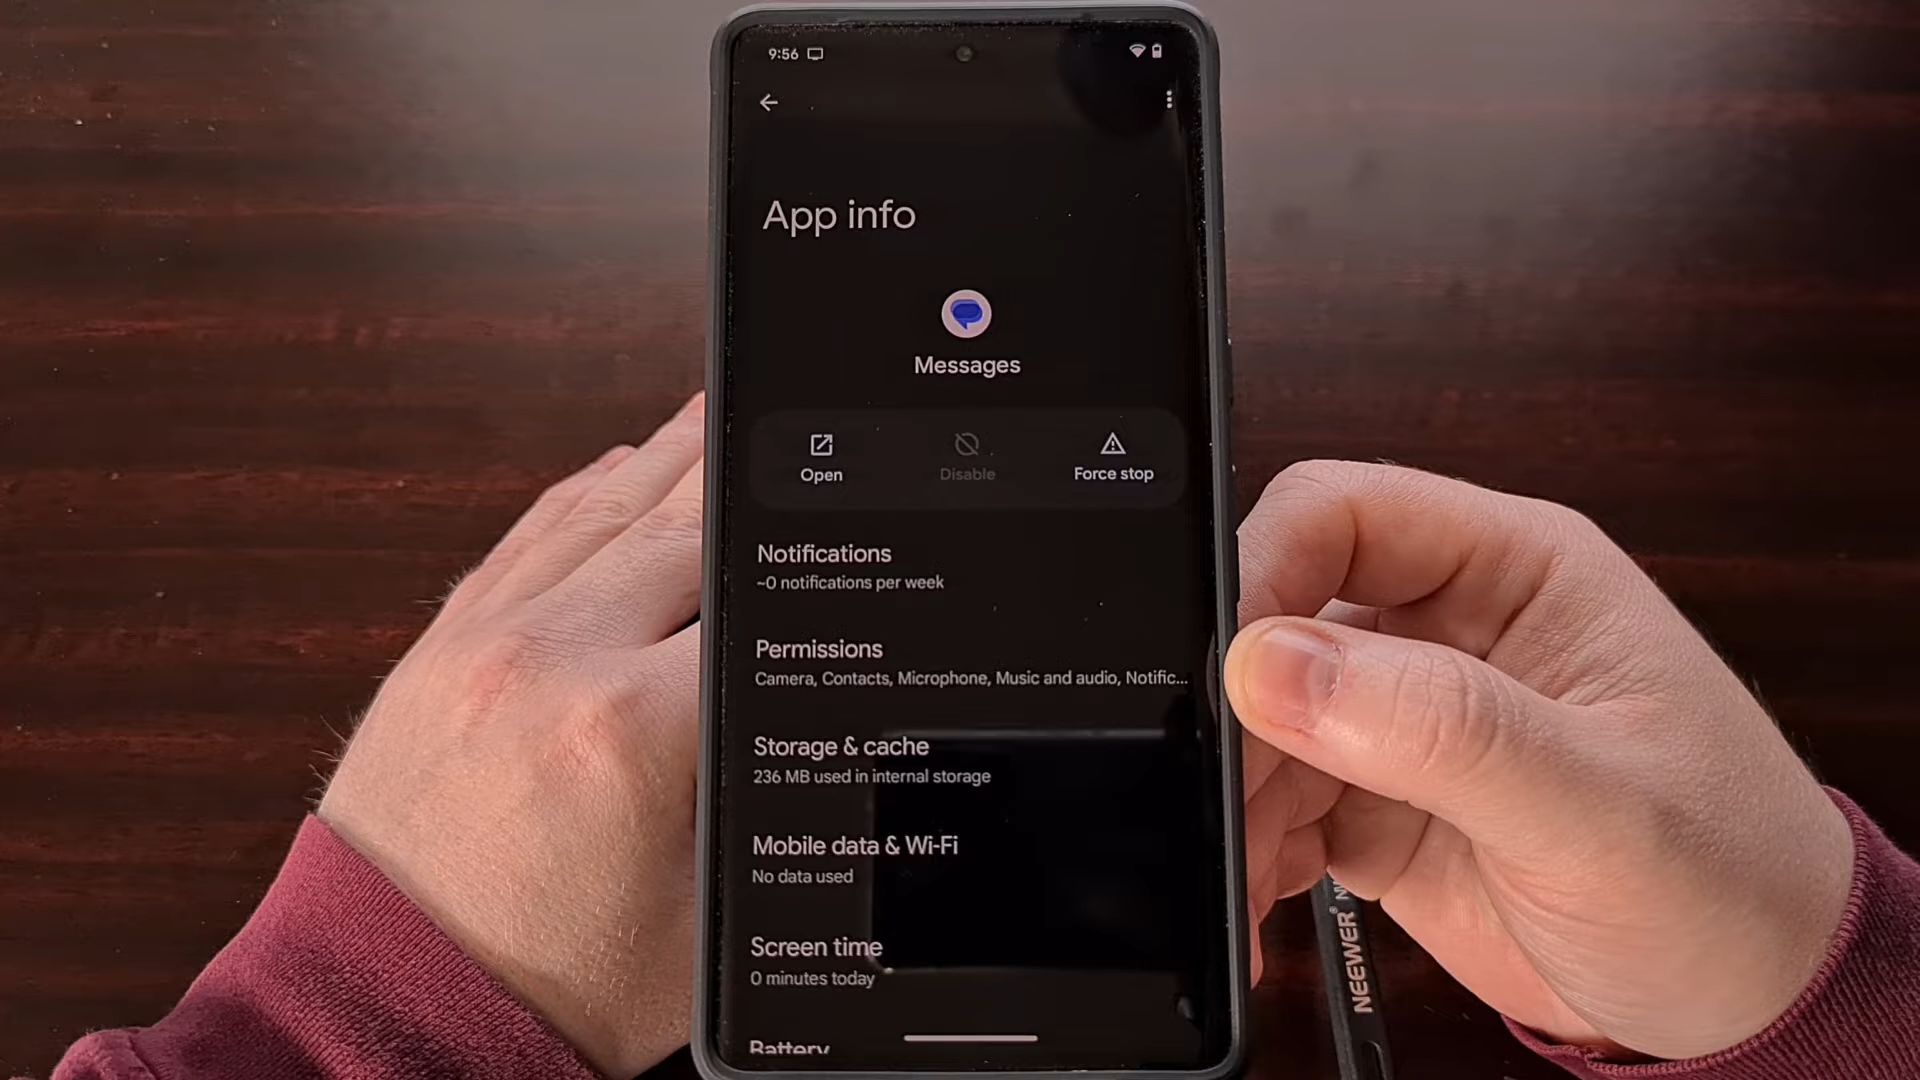 9:56
App info
Messages
Open
Disable
Force stop
Notifications
~0 notifications per week
Permissions
Camera, Contacts, Microphone, Music and audio, Notific...
Storage & cache
236 MB used in internal storage
Mobile data & Wi-Fi
No data used
Screen time
0 minutes today
Battery
NEEWER®